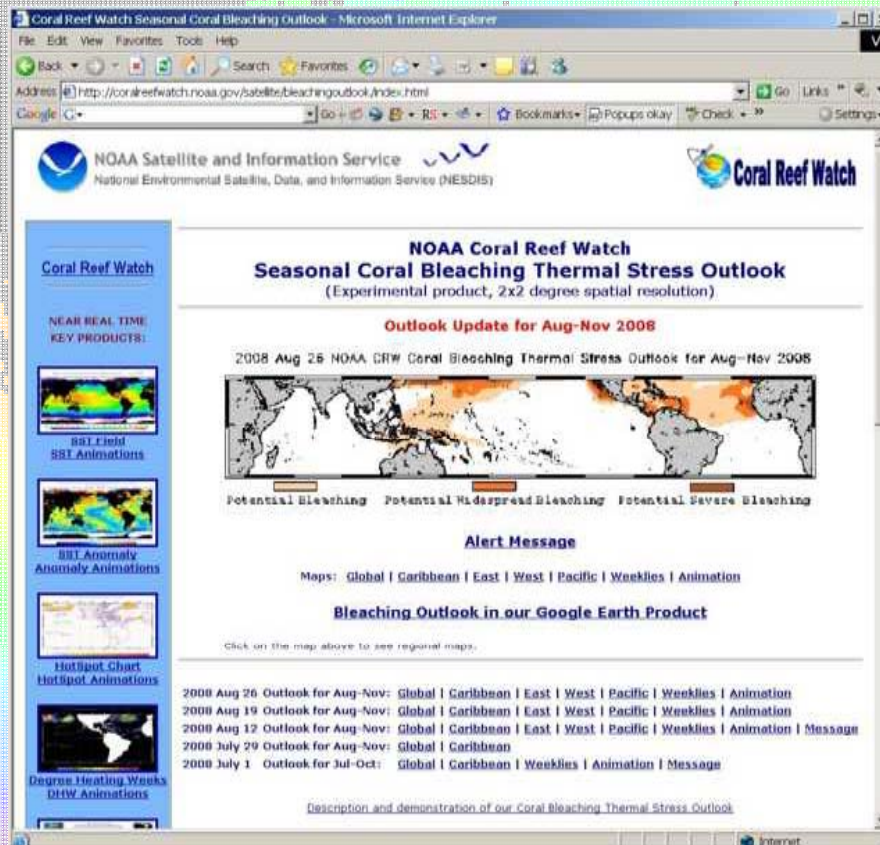 Coral Reef Watch Seasonal Coral Bleaching Outlook - Microsoft Internet Explorer
File Edit View Favorites Tools Help
Back Search Favorites
Address http://coralreefwatch.noaa.gov/satellite/bleachingoutlook/index.html Go Links
Google Go RS Bookmarks Popups okay Check Settings
NOAA Satellite and Information Service
National Environmental Satellite, Data, and Information Service (NESDIS)
Coral Reef Watch
Coral Reef Watch
NEAR REAL TIME
KEY PRODUCTS:
SST Field
SST Animations
SST Anomaly
Anomaly Animations
HotSpot Chart
HotSpot Animations
Degree Heating Weeks
DHW Animations
NOAA Coral Reef Watch
Seasonal Coral Bleaching Thermal Stress Outlook
(Experimental product, 2x2 degree spatial resolution)
Outlook Update for Aug-Nov 2008
2008 Aug 26 NOAA CRW Coral Bleaching Thermal Stress Outlook for Aug-Nov 2008
Potential Bleaching Potential Widespread Bleaching Potential Severe Bleaching
Alert Message
Maps: Global | Caribbean | East | West | Pacific | Weeklies | Animation
Bleaching Outlook in our Google Earth Product
Click on the map above to see regional maps.
2008 Aug 26 Outlook for Aug-Nov: Global | Caribbean | East | West | Pacific | Weeklies | Animation
2008 Aug 19 Outlook for Aug-Nov: Global | Caribbean | East | West | Pacific | Weeklies | Animation
2008 Aug 12 Outlook for Aug-Nov: Global | Caribbean | East | West | Pacific | Weeklies | Animation | Message
2008 July 29 Outlook for Aug-Nov: Global | Caribbean
2008 July 1 Outlook for Jul-Oct: Global | Caribbean | Weeklies | Animation | Message
Description and demonstration of our Coral Bleaching Thermal Stress Outlook
Internet